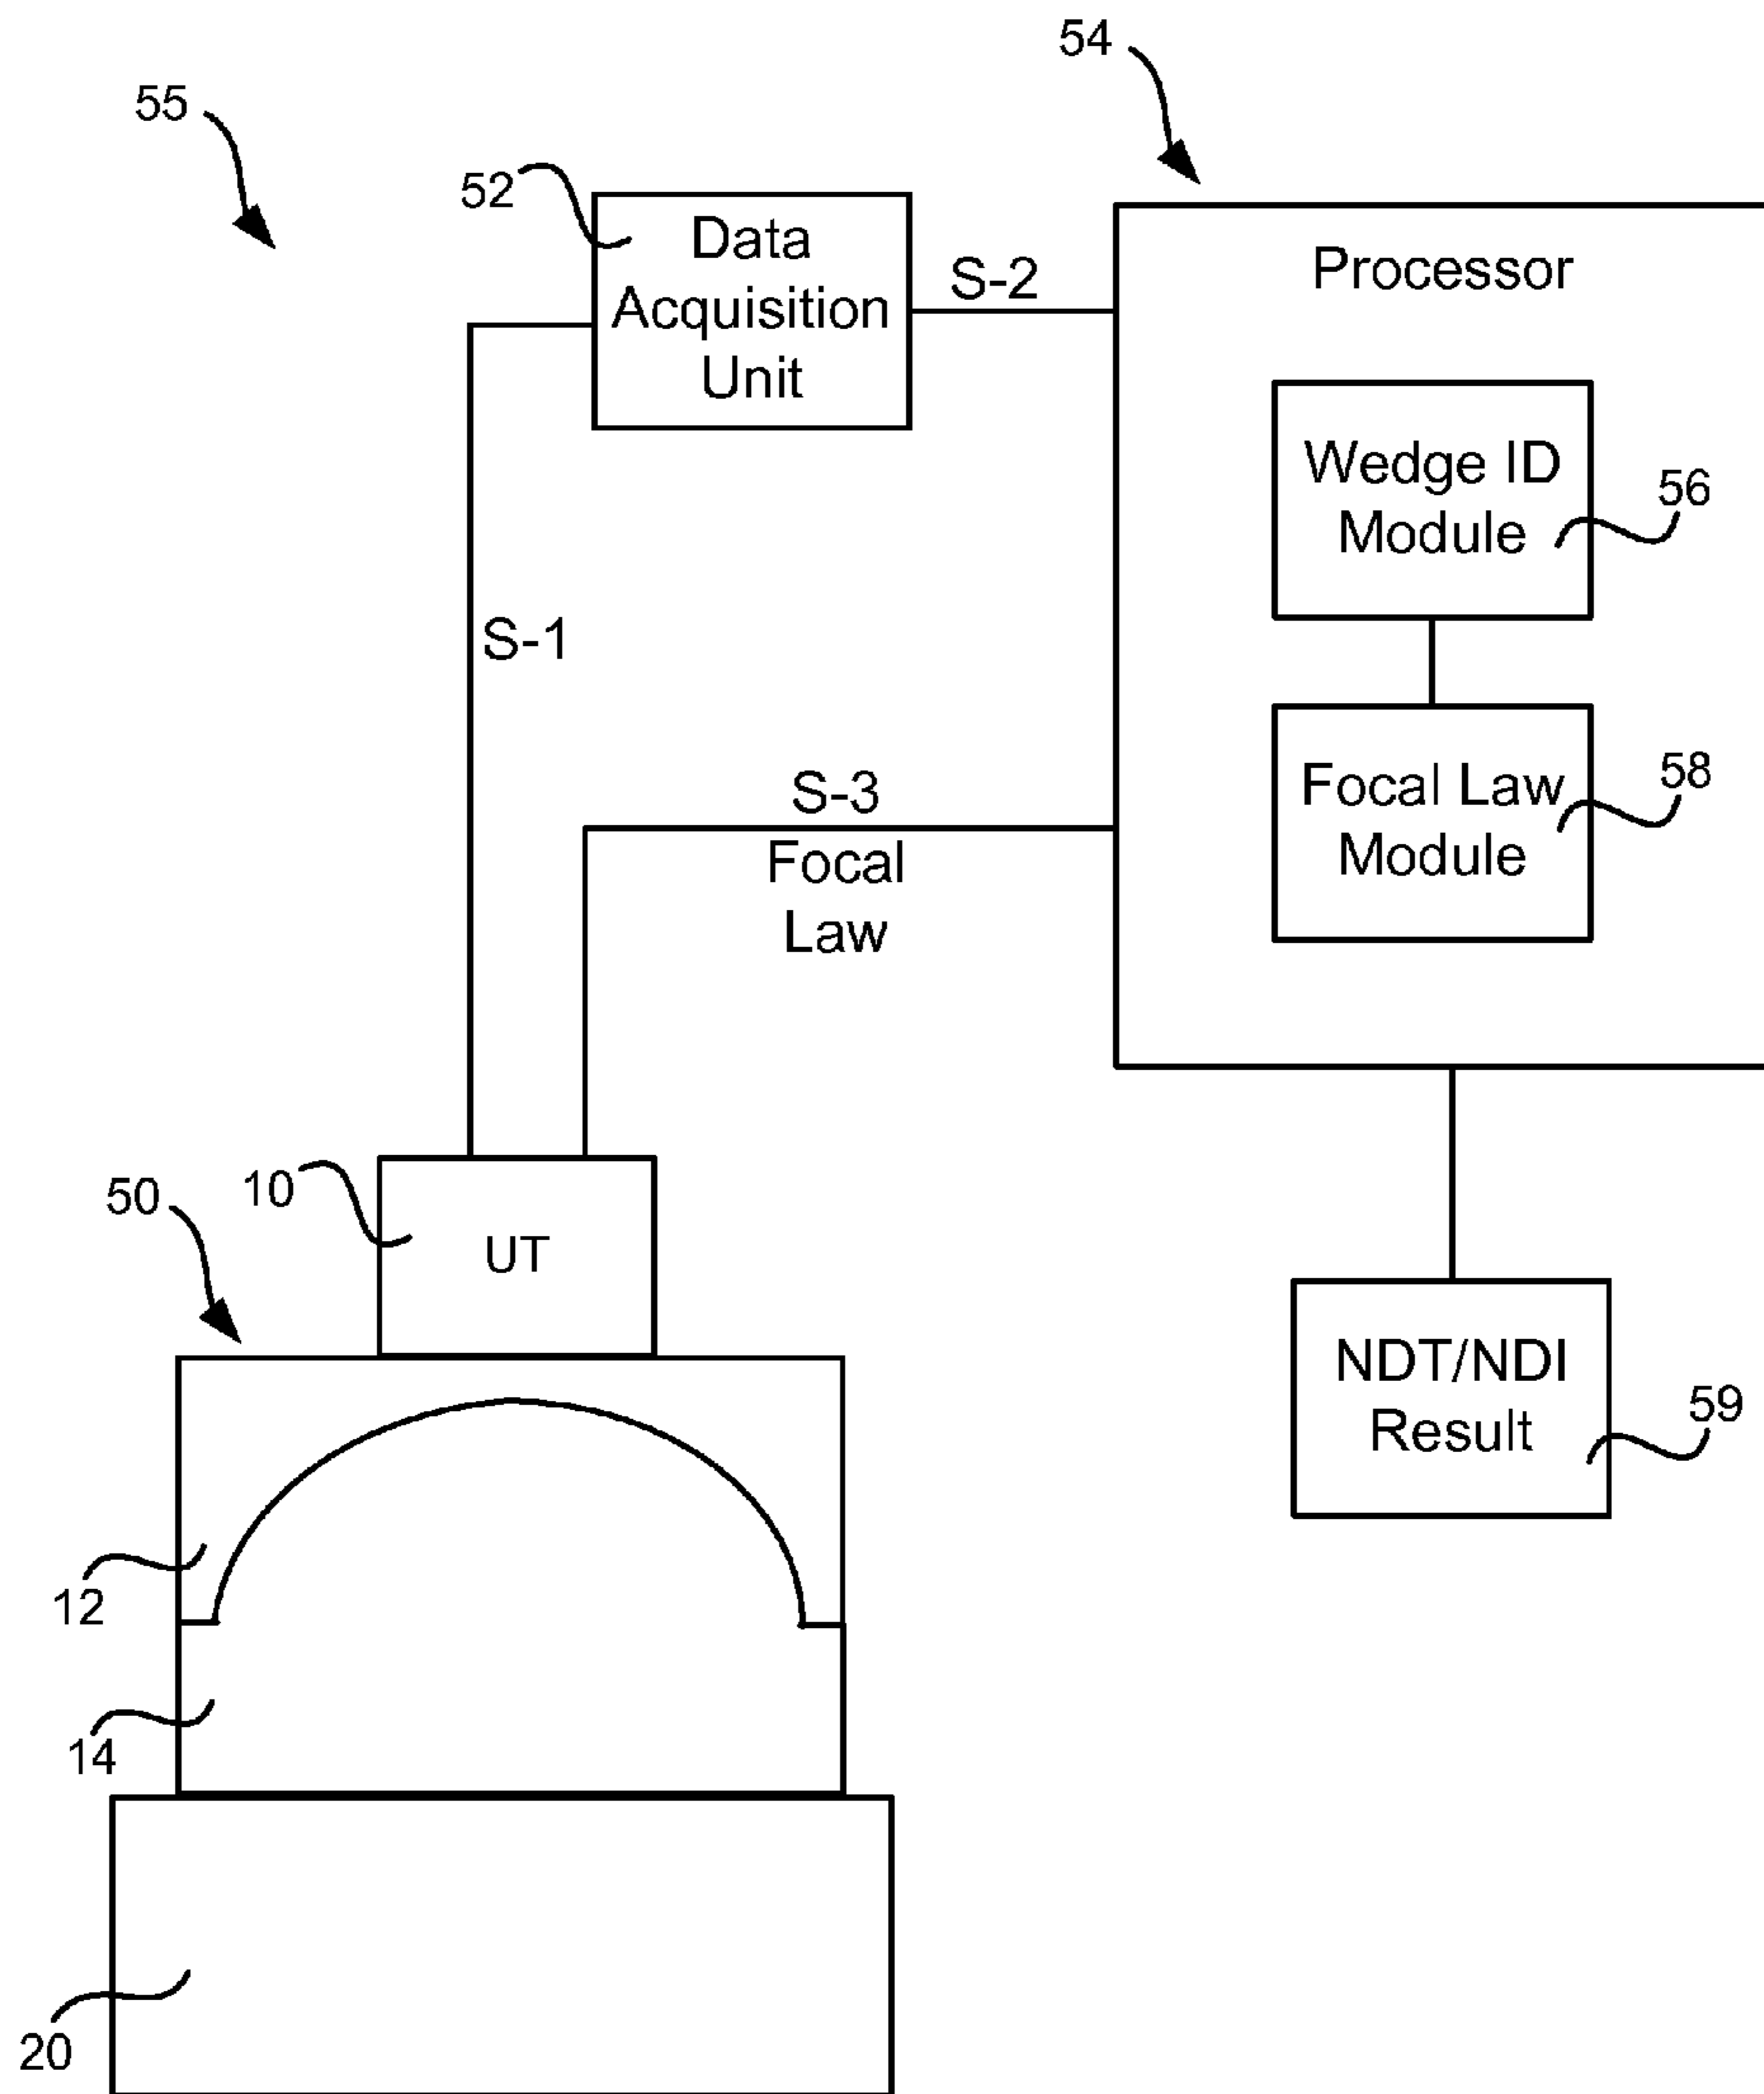 54
55
52
Data
Acquisition
Unit
S-2
Processor
Wedge ID
Module
56
S-1
Focal Law
Module
58
S-3
Focal
Law
50
10
UT
NDT/NDI
Result
59
12
14
20